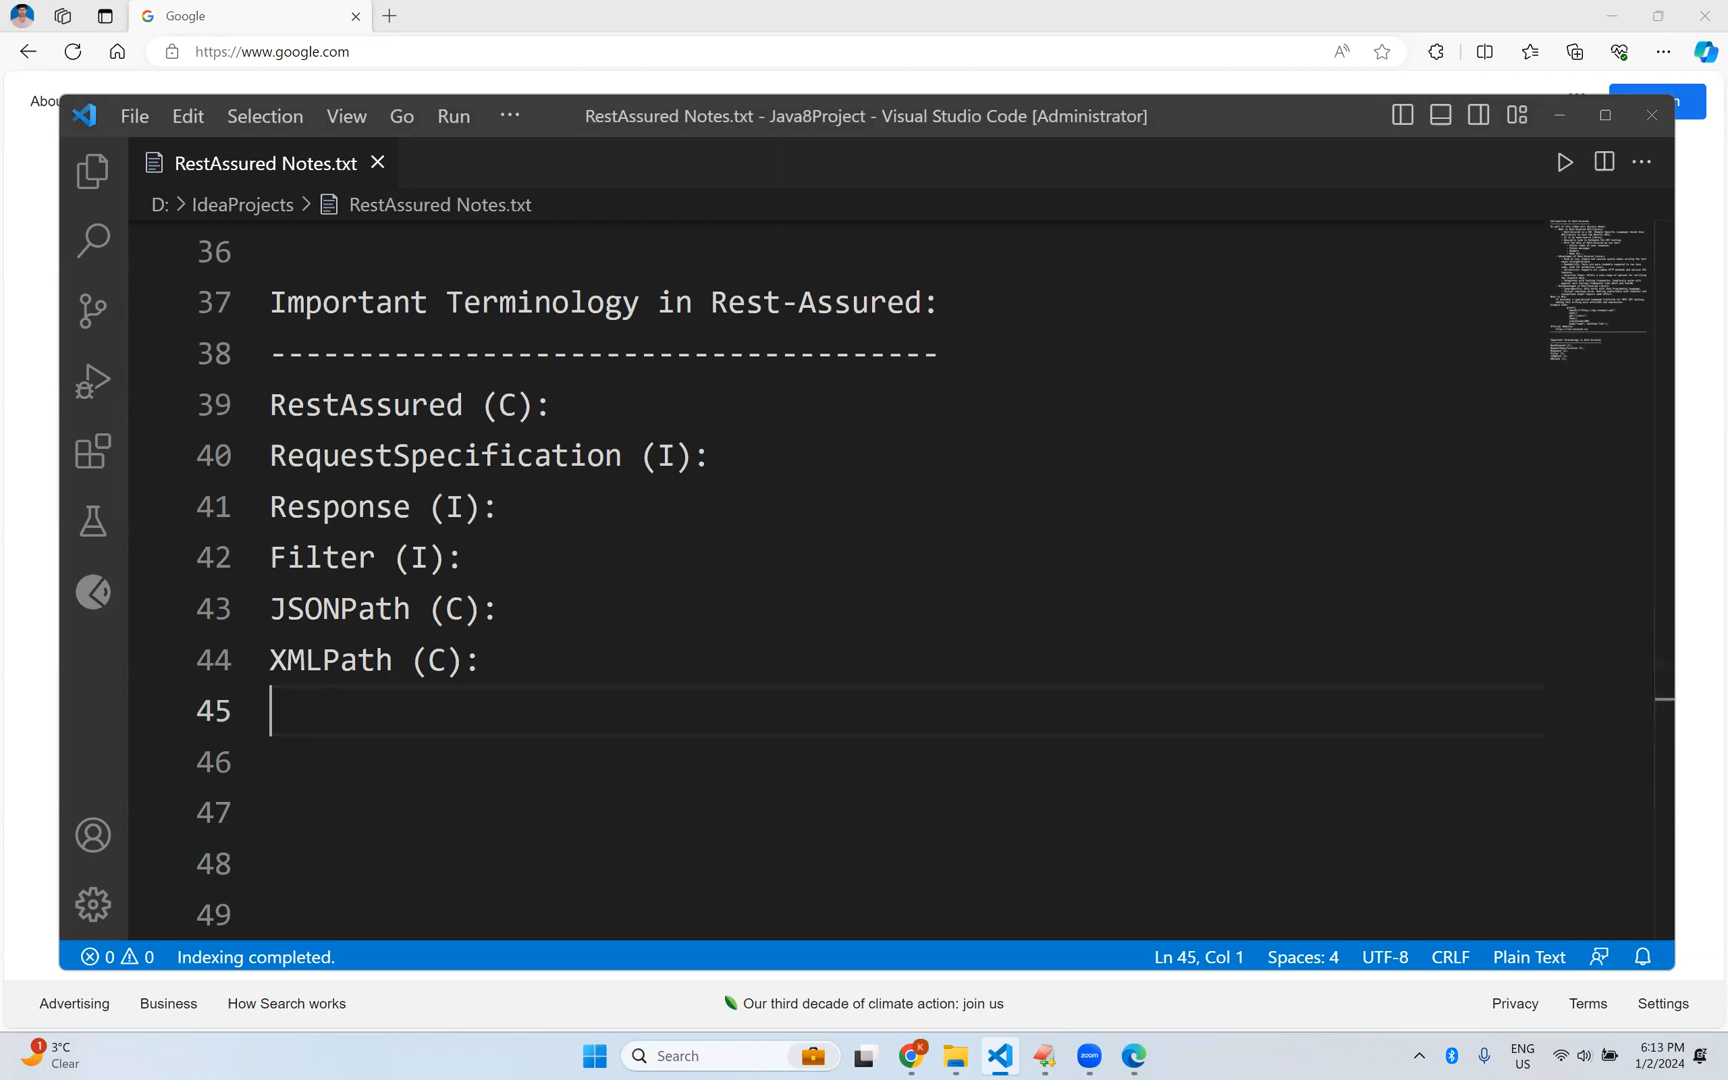 Google
https://www.google.com
Abou
File Edit Selection View Go Run ···
RestAssured Notes.txt - Java8Project - Visual Studio Code [Administrator]
RestAssured Notes.txt
D: > IdeaProjects > RestAssured Notes.txt
36
37 Important Terminology in Rest-Assured:
38 --------------------------------------
39 RestAssured (C):
40 RequestSpecification (I):
41 Response (I):
42 Filter (I):
43 JSONPath (C):
44 XMLPath (C):
45
46
47
48
49
0 0 Indexing completed.
Ln 45, Col 1 Spaces: 4 UTF-8 CRLF Plain Text
Advertising Business How Search works
Our third decade of climate action: join us
Privacy Terms Settings
1
3°C
Clear
Search
K
zoom
ENG
US
6:13 PM
1/2/2024